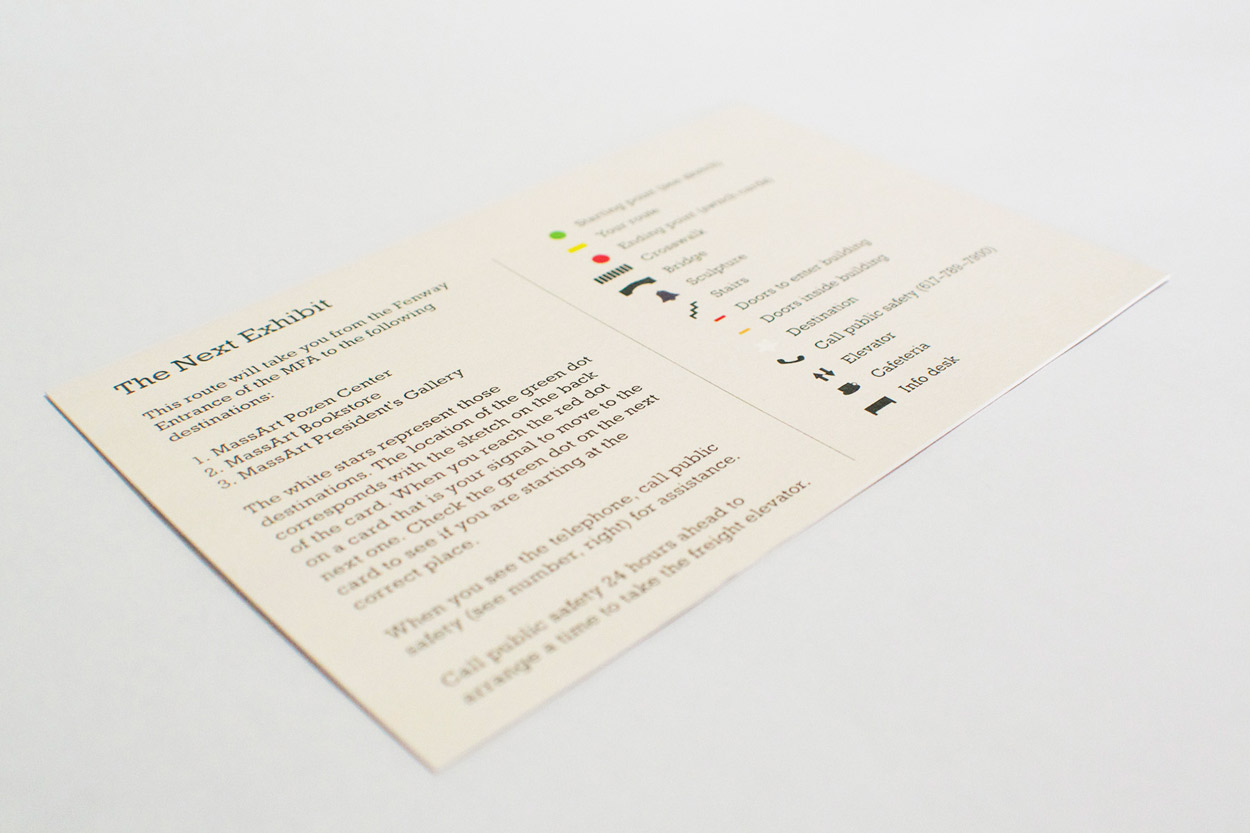 The Next Exhibit
This route will take you from the Fenway
Entrance of the MFA to the following
destinations:
1. MassArt Pozen Center
2. MassArt Bookstore
3. MassArt President's Gallery
The white stars represent those
destinations. The location of the green dot
corresponds with the sketch on the back
of the card. When you reach the red dot
on a card that is your signal to move to the
next one. Check the green dot on the next
card to see if you are starting at the
correct place.
When you see the telephone, call public
safety (see number, right) for assistance.
Call public safety 24 hours ahead to
arrange a time to take the freight elevator.
Starting point (see sketch)
Your route
Ending point (switch cards)
Crosswalk
Bridge
Sculpture
Stairs
Doors to enter building
Doors inside building
Destination
Call public safety (617-789-7900)
Elevator
Cafeteria
Info desk